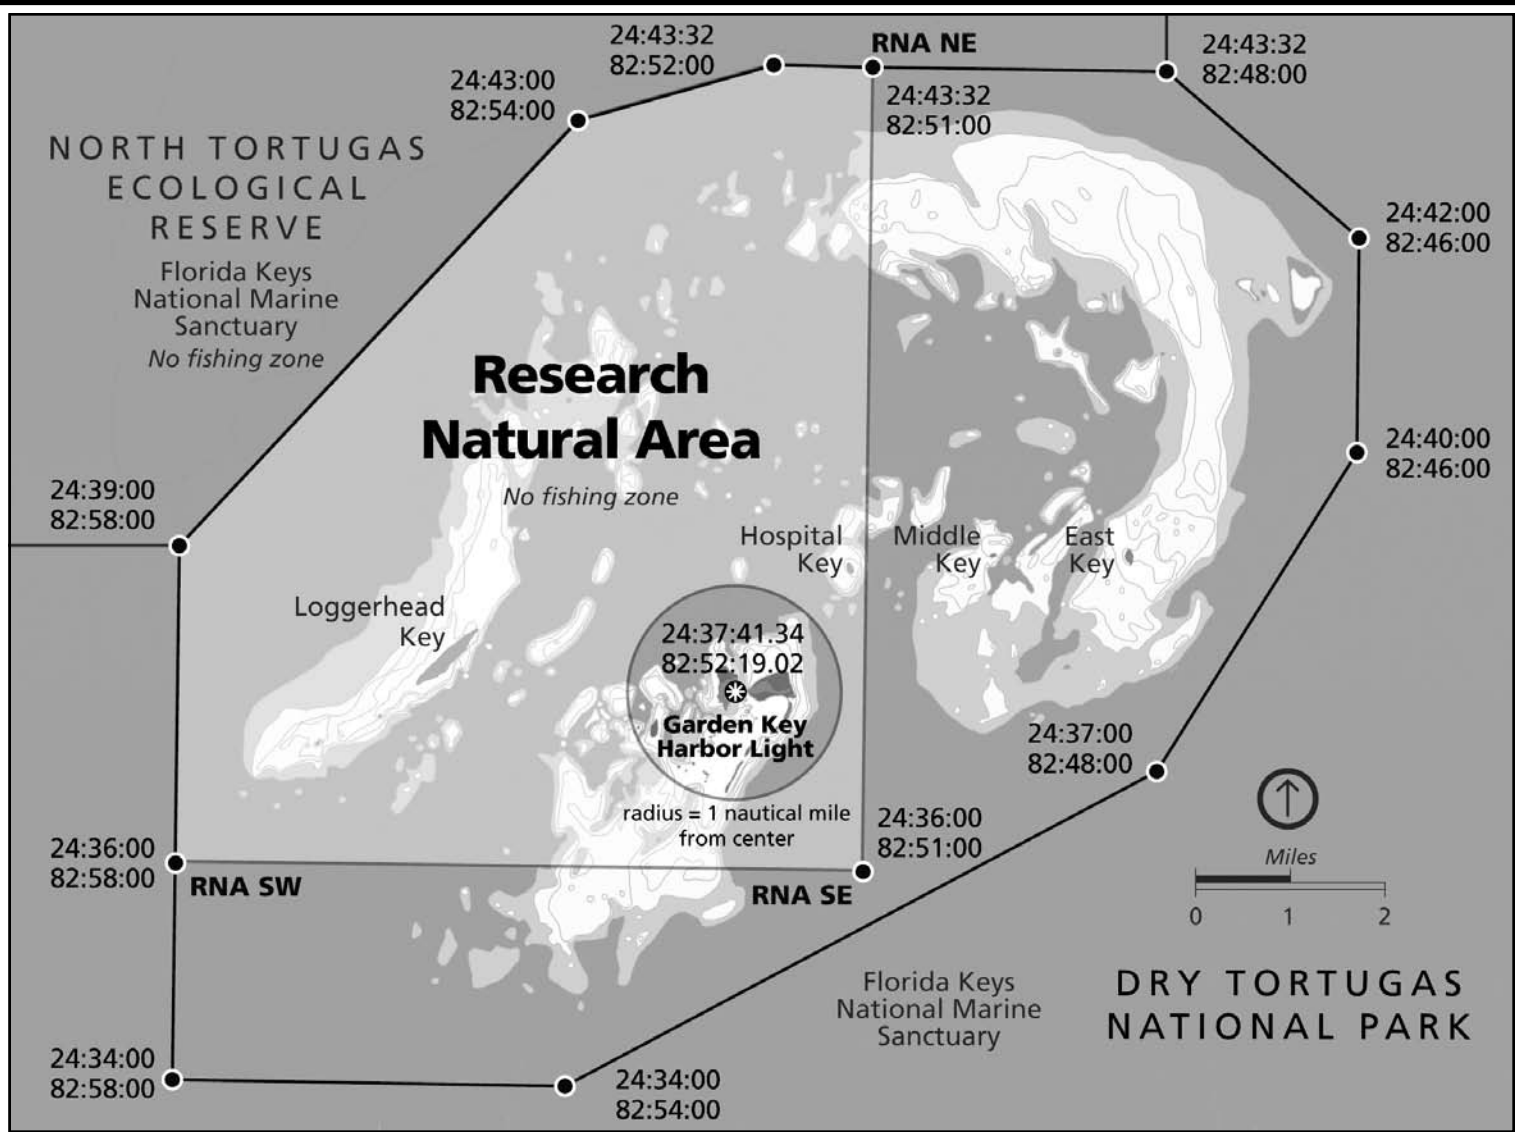 24:43:32
82:52:00
RNA NE
24:43:32
82:48:00
24:43:00
82:54:00
24:43:32
82:51:00
NORTH TORTUGAS
ECOLOGICAL
RESERVE
Florida Keys
National Marine
Sanctuary
No fishing zone
24:42:00
82:46:00
Research
Natural Area
No fishing zone
24:40:00
82:46:00
24:39:00
82:58:00
Hospital
Key
Middle
Key
East
Key
Loggerhead
Key
24:37:41.34
82:52:19.02
Garden Key
Harbor Light
radius = 1 nautical mile
from center
24:37:00
82:48:00
24:36:00
82:51:00
24:36:00
82:58:00
RNA SW
RNA SE
Miles
0 1 2
Florida Keys
National Marine
Sanctuary
DRY TORTUGAS
NATIONAL PARK
24:34:00
82:58:00
24:34:00
82:54:00